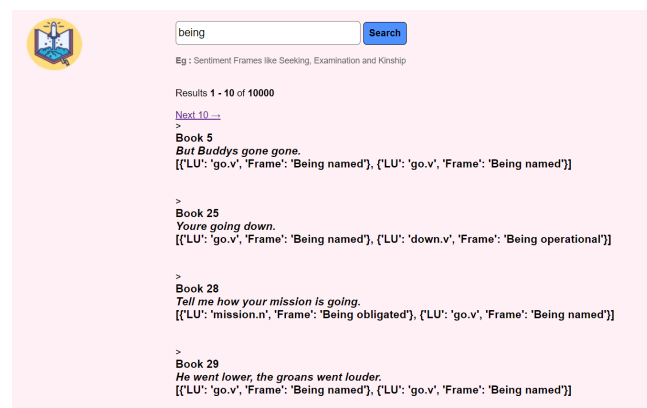 being
Search
Eg : Sentiment Frames like Seeking, Examination and Kinship
Results 1 - 10 of 10000
Next 10 →
>
Book 5
But Buddys gone gone.
[{'LU': 'go.v', 'Frame': 'Being named'}, {'LU': 'go.v', 'Frame': 'Being named'}]
>
Book 25
Youre going down.
[{'LU': 'go.v', 'Frame': 'Being named'}, {'LU': 'down.v', 'Frame': 'Being operational'}]
>
Book 28
Tell me how your mission is going.
[{'LU': 'mission.n', 'Frame': 'Being obligated'}, {'LU': 'go.v', 'Frame': 'Being named'}]
>
Book 29
He went lower, the groans went louder.
[{'LU': 'go.v', 'Frame': 'Being named'}, {'LU': 'go.v', 'Frame': 'Being named'}]